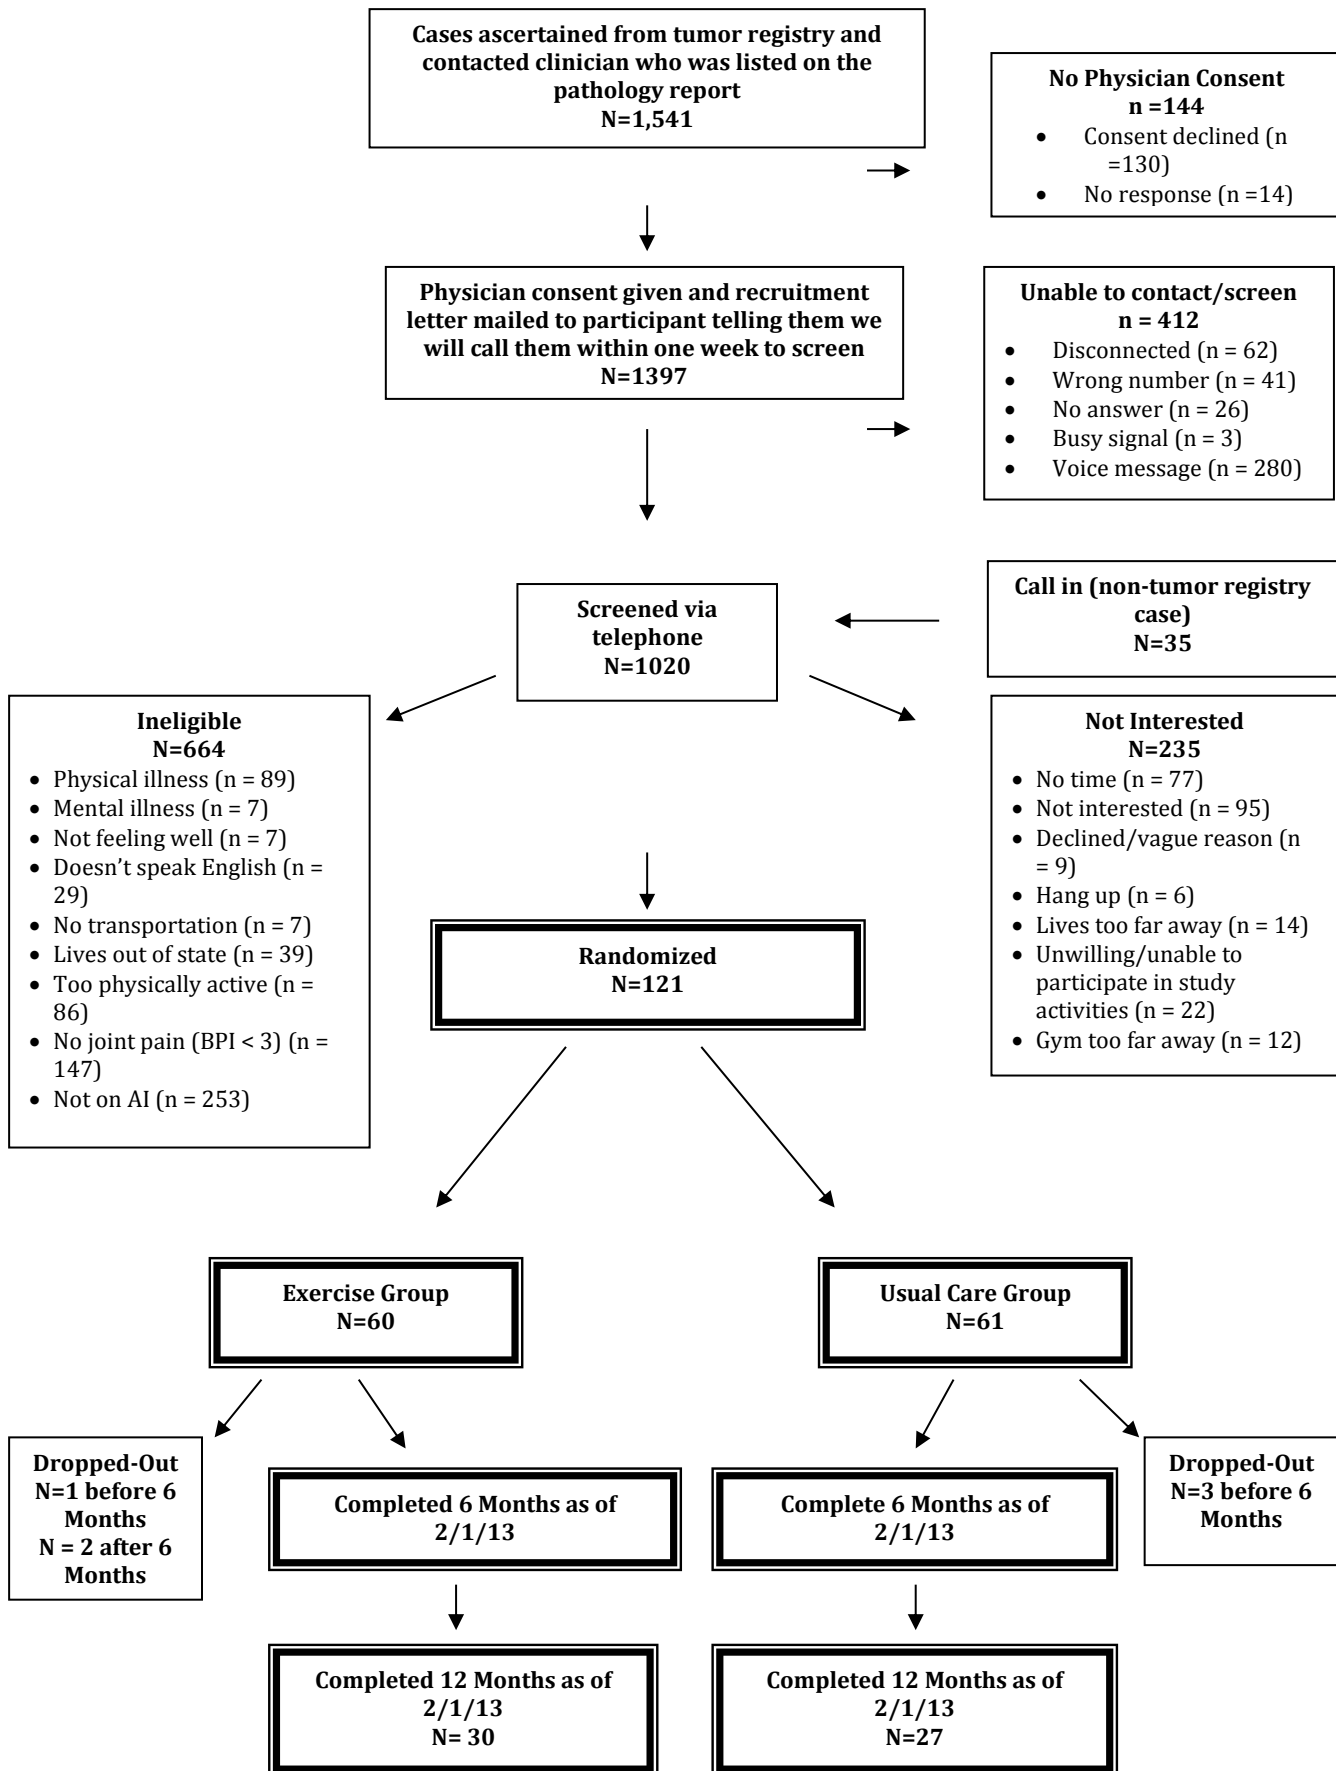 Cases ascertained from tumor registry and
contacted clinician who was listed on the
pathology report
N=1,541
No Physician Consent
n =144
• Consent declined (n
=130)
• No response (n =14)
Physician consent given and recruitment
letter mailed to participant telling them we
will call them within one week to screen
N=1397
Unable to contact/screen
n = 412
• Disconnected (n = 62)
• Wrong number (n = 41)
• No answer (n = 26)
• Busy signal (n = 3)
• Voice message (n = 280)
Screened via
telephone
N=1020
Call in (non-tumor registry
case)
N=35
Ineligible
N=664
• Physical illness (n = 89)
• Mental illness (n = 7)
• Not feeling well (n = 7)
• Doesn’t speak English (n =
29)
• No transportation (n = 7)
• Lives out of state (n = 39)
• Too physically active (n =
86)
• No joint pain (BPI < 3) (n =
147)
• Not on AI (n = 253)
Not Interested
N=235
• No time (n = 77)
• Not interested (n = 95)
• Declined/vague reason (n
= 9)
• Hang up (n = 6)
• Lives too far away (n = 14)
• Unwilling/unable to
participate in study
activities (n = 22)
• Gym too far away (n = 12)
Randomized
N=121
Exercise Group
N=60
Usual Care Group
N=61
Dropped-Out
N=1 before 6
Months
N = 2 after 6
Months
Completed 6 Months as of
2/1/13
Complete 6 Months as of
2/1/13
Dropped-Out
N=3 before 6
Months
Completed 12 Months as of
2/1/13
N= 30
Completed 12 Months as of
2/1/13
N=27